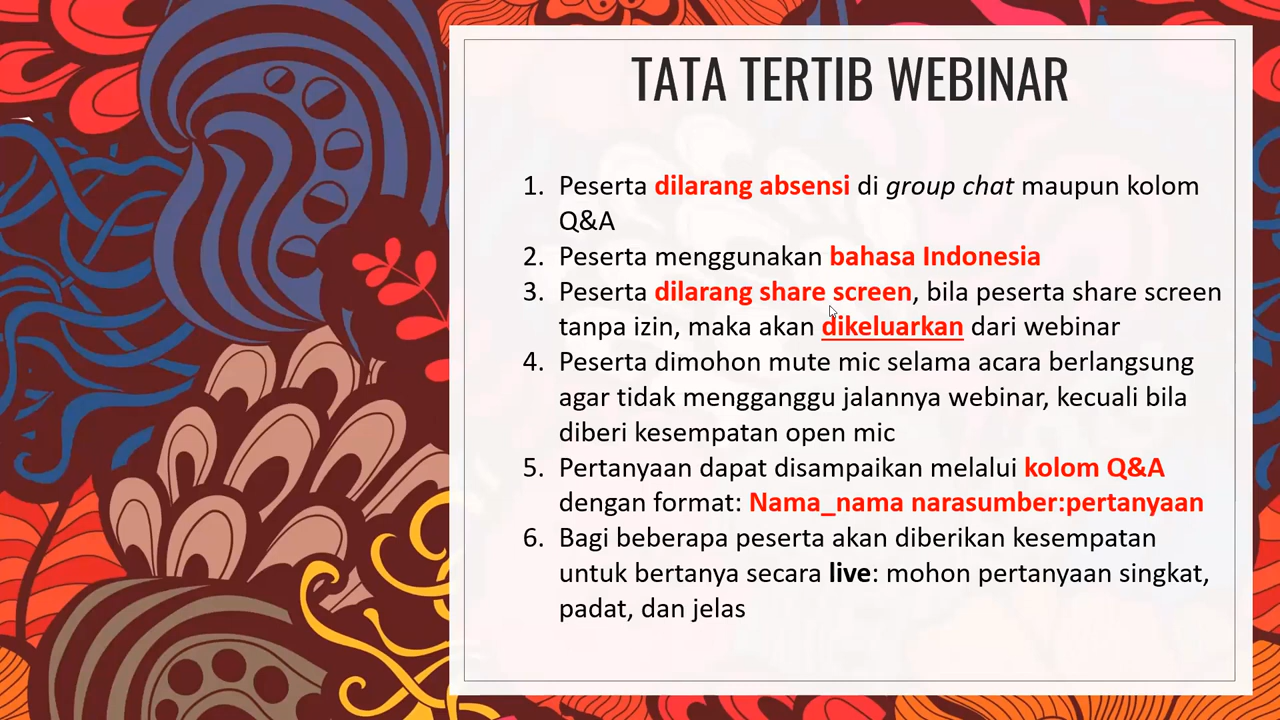 TATA TERTIB WEBINAR
1. Peserta dilarang absensi di group chat maupun kolom
Q&A
2. Peserta menggunakan bahasa Indonesia
3. Peserta dilarang share screen, bila peserta share screen
tanpa izin, maka akan dikeluarkan dari webinar
4. Peserta dimohon mute mic selama acara berlangsung
agar tidak mengganggu jalannya webinar, kecuali bila
diberi kesempatan open mic
5. Pertanyaan dapat disampaikan melalui kolom Q&A
dengan format: Nama_nama narasumber:pertanyaan
6. Bagi beberapa peserta akan diberikan kesempatan
untuk bertanya secara live: mohon pertanyaan singkat,
padat, dan jelas